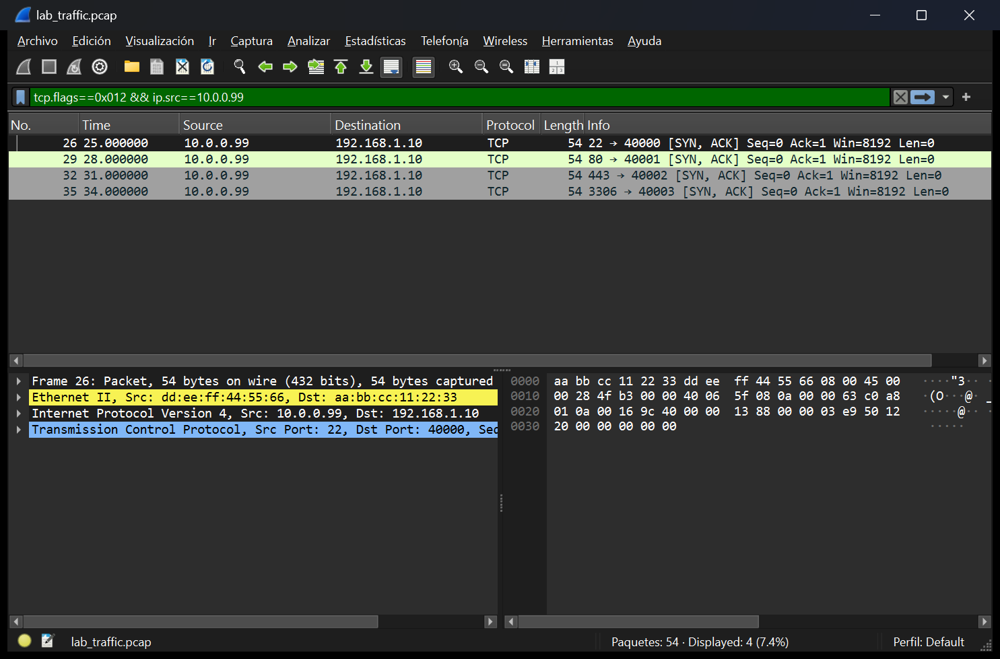 lab_traffic.pcap
Archivo Edición Visualización Ir Captura Analizar Estadísticas Telefonía Wireless Herramientas Ayuda
tcp.flags==0x012 && ip.src==10.0.0.99
No. Time Source Destination Protocol Length Info
26 25.000000 10.0.0.99 192.168.1.10 TCP 54 22 → 40000 [SYN, ACK] Seq=0 Ack=1 Win=8192 Len=0
29 28.000000 10.0.0.99 192.168.1.10 TCP 54 80 → 40001 [SYN, ACK] Seq=0 Ack=1 Win=8192 Len=0
32 31.000000 10.0.0.99 192.168.1.10 TCP 54 443 → 40002 [SYN, ACK] Seq=0 Ack=1 Win=8192 Len=0
35 34.000000 10.0.0.99 192.168.1.10 TCP 54 3306 → 40003 [SYN, ACK] Seq=0 Ack=1 Win=8192 Len=0
Frame 26: Packet, 54 bytes on wire (432 bits), 54 bytes captured
Ethernet II, Src: dd:ee:ff:44:55:66, Dst: aa:bb:cc:11:22:33
Internet Protocol Version 4, Src: 10.0.0.99, Dst: 192.168.1.10
Transmission Control Protocol, Src Port: 22, Dst Port: 40000, Sec
0000 aa bb cc 11 22 33 dd ee ff 44 55 66 08 00 45 00 ····"3··
0010 00 28 4f b3 00 00 40 06 5f 08 0a 00 00 63 c0 a8 ·(O···@· _
0020 01 0a 00 16 9c 40 00 00 13 88 00 00 03 e9 50 12 ·····@··
0030 20 00 00 00 00 00 ·····
lab_traffic.pcap
Paquetes: 54 · Displayed: 4 (7.4%)
Perfil: Default